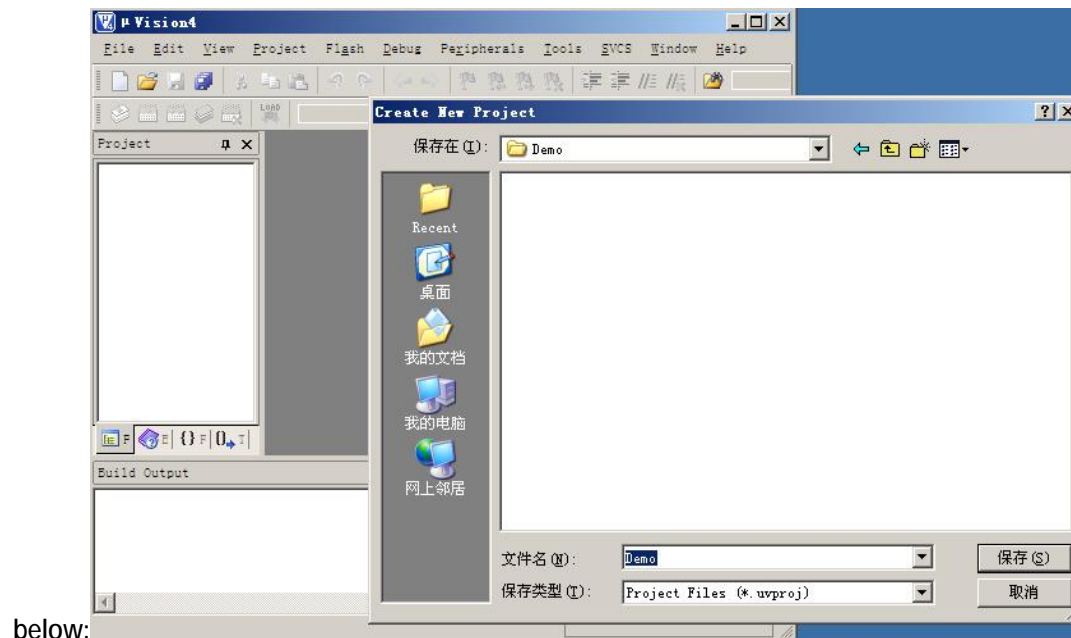 µVision4
File Edit View Project Flash Debug Peripherals Tools SVCS Window Help
LOAD
Create New Project
Project
保存在(I): Demo
Recent
桌面
我的文档
我的电脑
网上邻居
F E {} F 0 T
Build Output
文件名(N): Demo 保存(S)
保存类型(T): Project Files (*.uvproj) 取消
below: